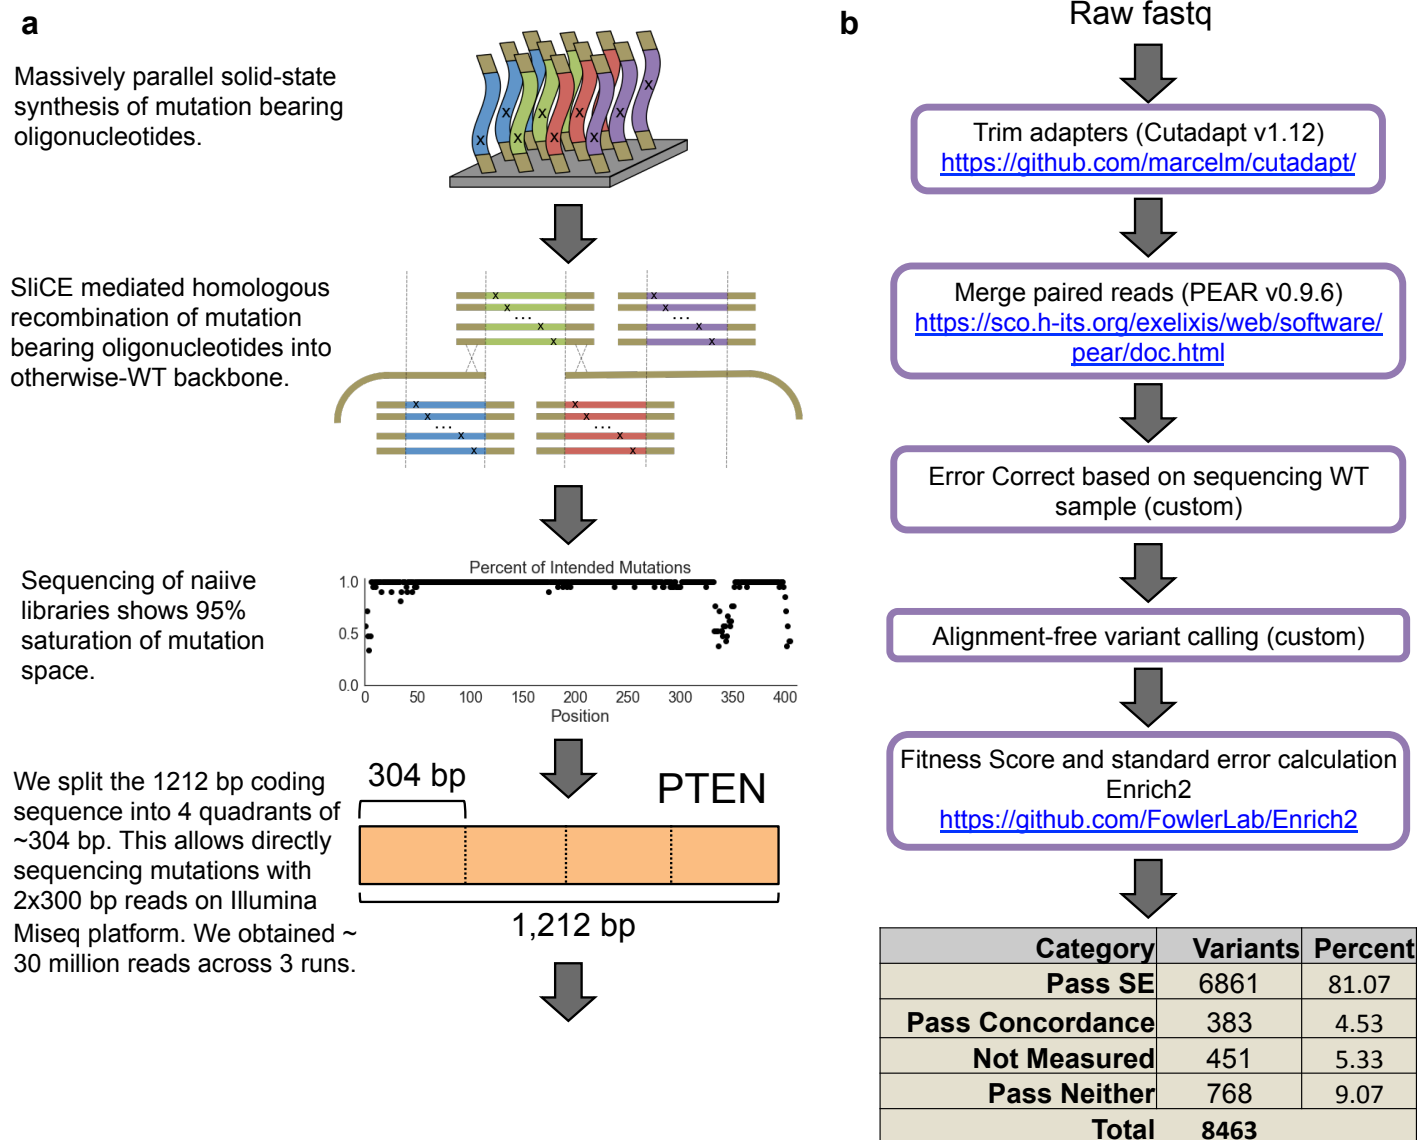 a
Massively parallel solid-state
synthesis of mutation bearing
oligonucleotides.
x x x x x x x x x x
SliCE mediated homologous
recombination of mutation
bearing oligonucleotides into
otherwise-WT backbone.
x x
x x
... ...
x x
x x
x x
x x
... ...
x x
x x
Sequencing of naiive
libraries shows 95%
saturation of mutation
space.
Percent of Intended Mutations
1.0
0.5
0.0
0 50 100 150 200 250 300 350 400
Position
We split the 1212 bp coding
sequence into 4 quadrants of
~304 bp. This allows directly
sequencing mutations with
2x300 bp reads on Illumina
Miseq platform. We obtained ~
30 million reads across 3 runs.
304 bp
PTEN
1,212 bp
b
Raw fastq
Trim adapters (Cutadapt v1.12)
https://github.com/marcelm/cutadapt/
Merge paired reads (PEAR v0.9.6)
https://sco.h-its.org/exelixis/web/software/
pear/doc.html
Error Correct based on sequencing WT
sample (custom)
Alignment-free variant calling (custom)
Fitness Score and standard error calculation
Enrich2
https://github.com/FowlerLab/Enrich2
Category Variants Percent
Pass SE 6861 81.07
Pass Concordance 383 4.53
Not Measured 451 5.33
Pass Neither 768 9.07
Total 8463